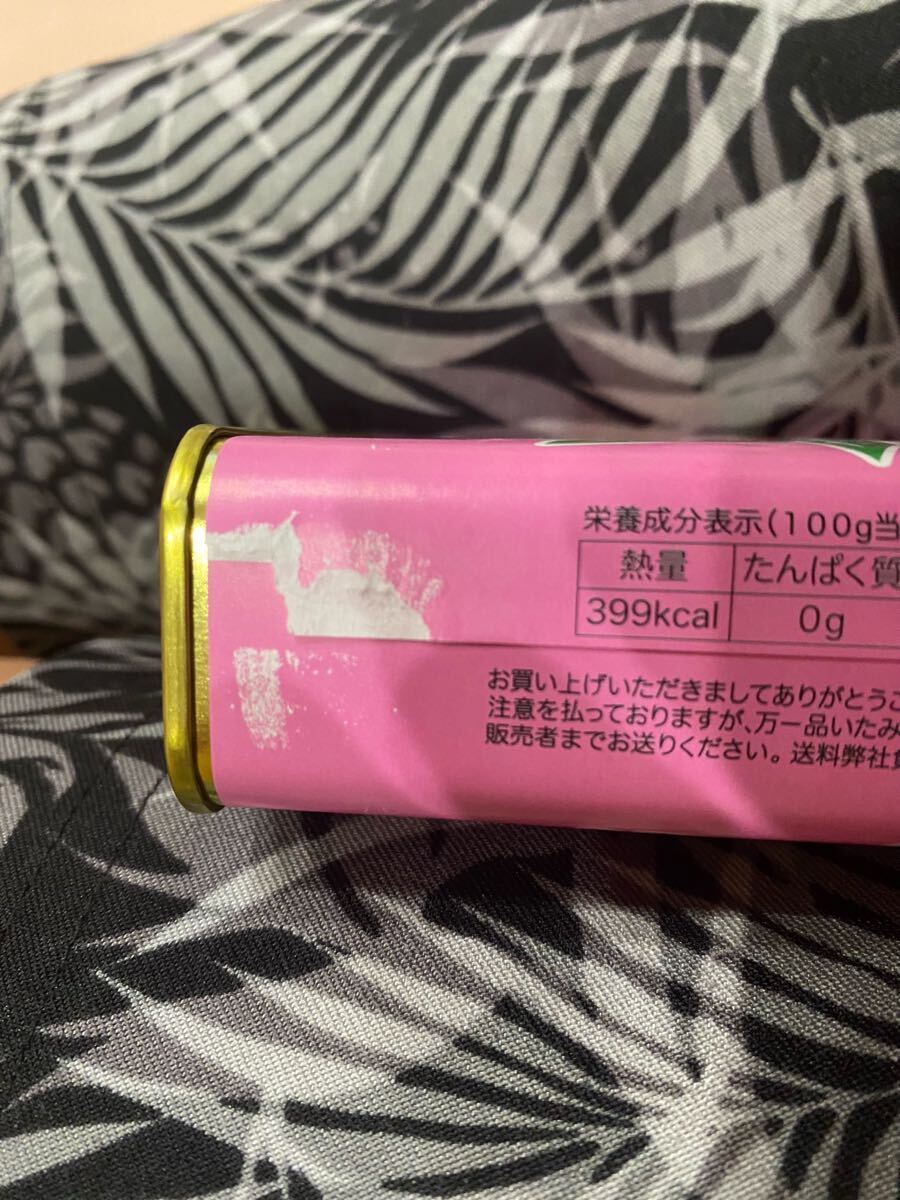 栄養成分表示(100g当
熱量 たんぱく質
399kcal 0g
お買い上げいただきましてありがとうご
注意を払っておりますが、万一品いたみ
販売者までお送りください。送料弊社負